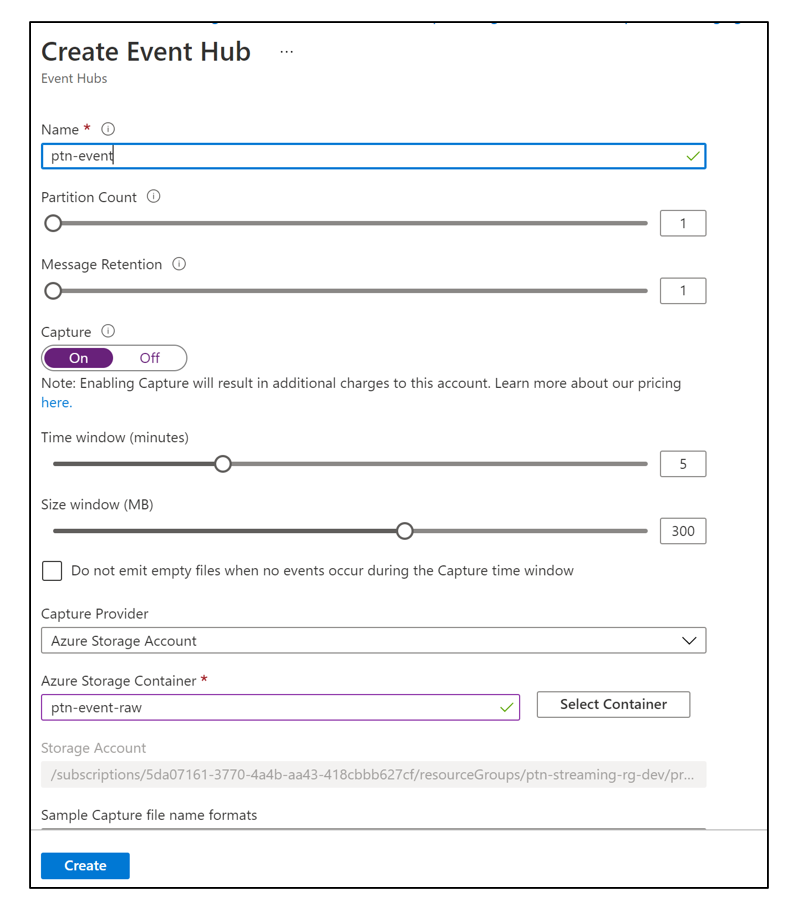 Create Event Hub ...
Event Hubs
Name *
ptn-event
Partition Count
1
Message Retention
1
Capture
On Off
Note: Enabling Capture will result in additional charges to this account. Learn more about our pricing
here.
Time window (minutes)
5
Size window (MB)
300
Do not emit empty files when no events occur during the Capture time window
Capture Provider
Azure Storage Account
Azure Storage Container *
ptn-event-raw
Select Container
Storage Account
/subscriptions/5da07161-3770-4a4b-aa43-418cbbb627cf/resourceGroups/ptn-streaming-rg-dev/pr...
Sample Capture file name formats
Create